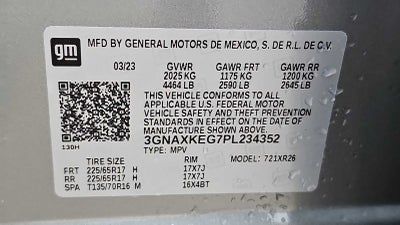 gm MFD BY GENERAL MOTORS DE MEXICO, S. DE R.L. DE C.V.
03/23 GVWR GAWR FRT GAWR RR
2025 KG 1175 KG 1200 KG
4464 LB 2590 LB 2645 LB
THIS VEHICLE CONFORMS TO ALL
APPLICABLE U.S. FEDERAL MOTOR
VEHICLE SAFETY AND THEFT PREVENTION
STANDARDS IN EFFECT ON THE DATE OF
MANUFACTURE SHOWN ABOVE.
130H 3GNAXKEG7PL234352
TYPE: MPV MODEL: 721XR26
TIRE SIZE RIM
FRT 225/65R17 H 17X7J
RR 225/65R17 H 17X7J
SPA T135/70R16 M 16X4BT